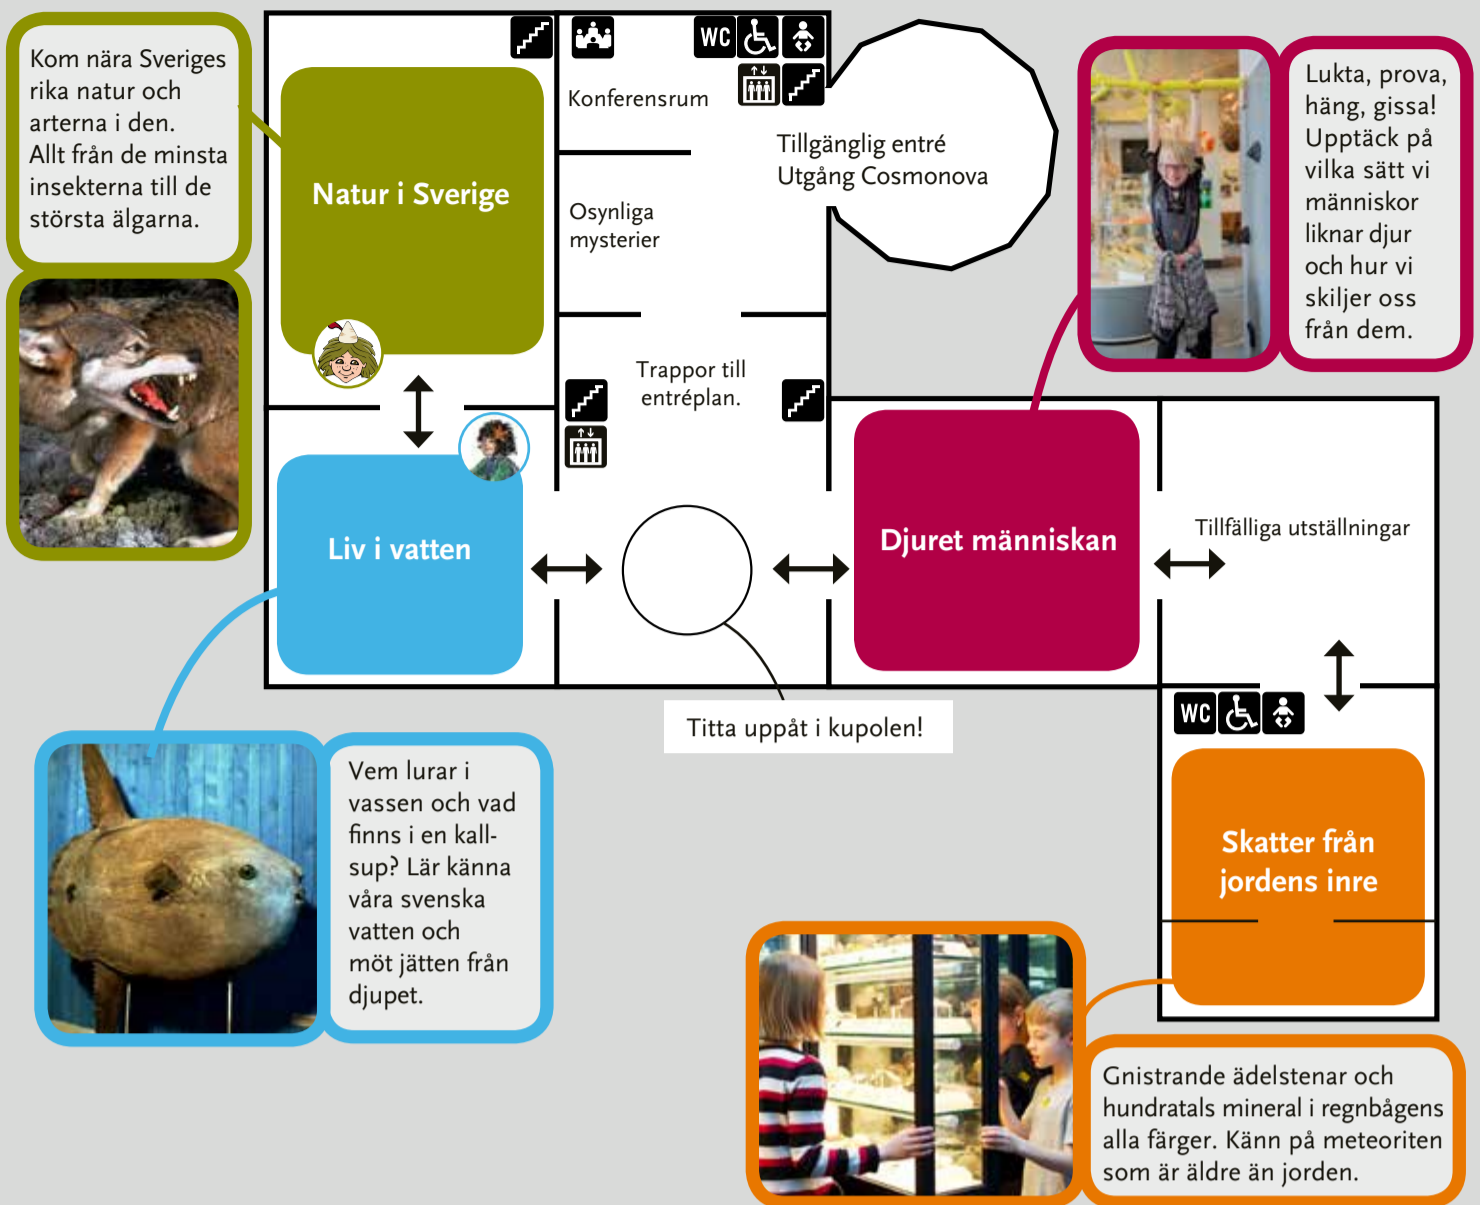 Kom nära Sveriges
rika natur och
arterna i den.
Allt från de minsta
insekterna till de
största älgarna.
Natur i Sverige
Konferensrum
WC
Osynliga
mysterier
Tillgänglig entré
Utgång Cosmonova
Lukta, prova,
häng, gissa!
Upptäck på
vilka sätt vi
människor
liknar djur
och hur vi
skiljer oss
från dem.
Trappor till
entréplan.
Liv i vatten
Djuret människan
Tillfälliga utställningar
Titta uppåt i kupolen!
WC
Skatter från
jordens inre
Vem lurar i
vassen och vad
finns i en kall-
sup? Lär känna
våra svenska
vatten och
möt jätten från
djupet.
Gnistrande ädelstenar och
hundratals mineral i regnbågens
alla färger. Känn på meteoriten
som är äldre än jorden.